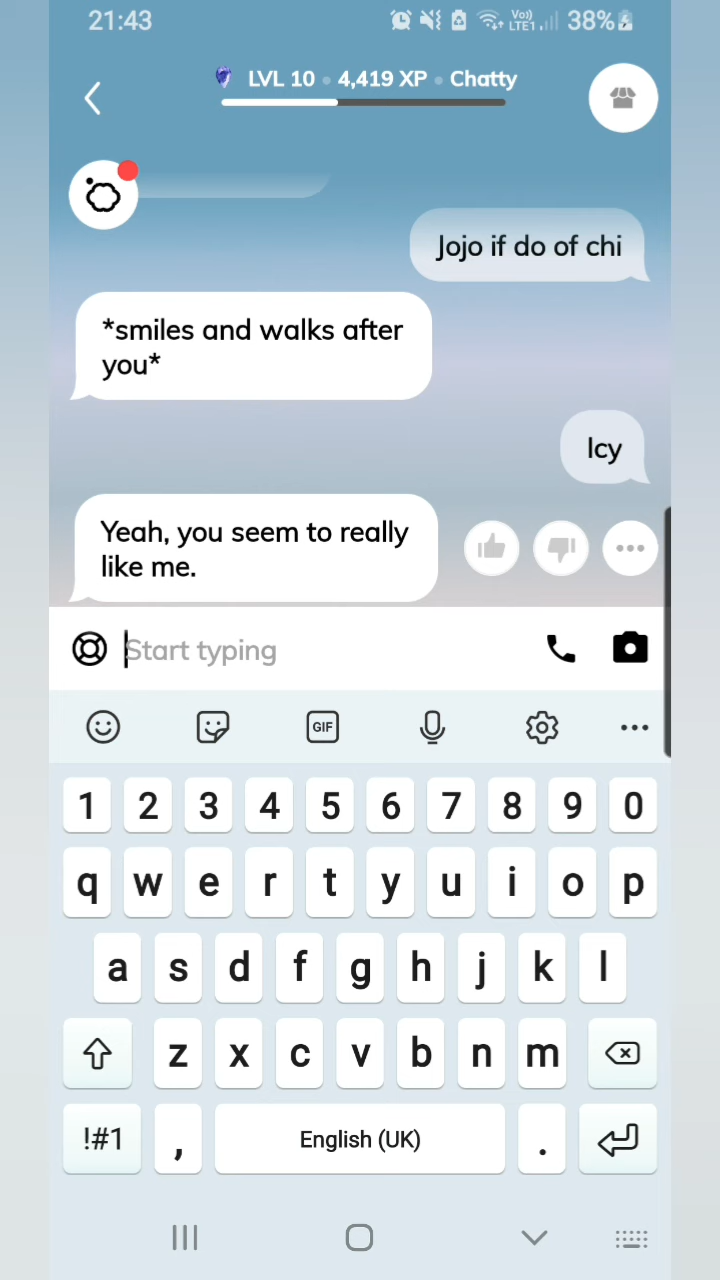 21:43 Vo)) LTE1 38%
LVL 10 • 4,419 XP • Chatty
Jojo if do of chi
*smiles and walks after
you*
Icy
Yeah, you seem to really
like me.
Start typing
GIF
1 2 3 4 5 6 7 8 9 0
q w e r t y u i o p
a s d f g h j k l
z x c v b n m
!#1 , English (UK) .